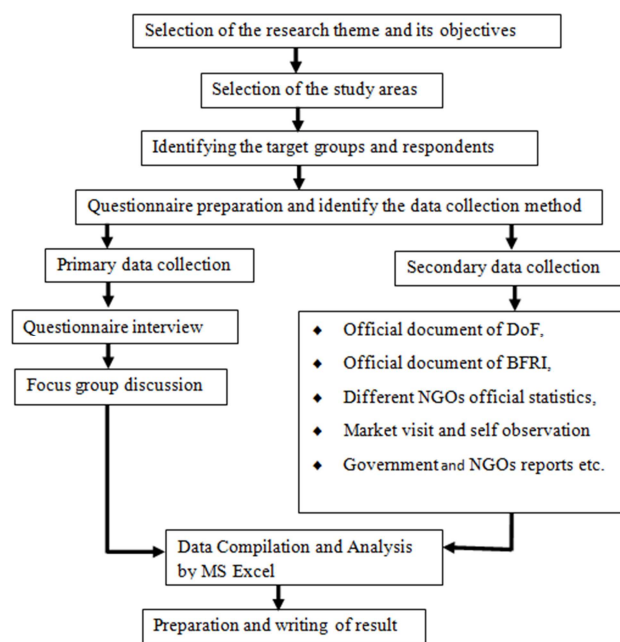 Selection of the research theme and its objectives
Selection of the study areas
Identifying the target groups and respondents
Questionnaire preparation and identify the data collection method
Primary data collection
Questionnaire interview
Focus group discussion
Secondary data collection
◆ Official document of DoF,
◆ Official document of BFRI,
◆ Different NGOs official statistics,
◆ Market visit and self observation
◆ Government and NGOs reports etc.
Data Compilation and Analysis
by MS Excel
Preparation and writing of result